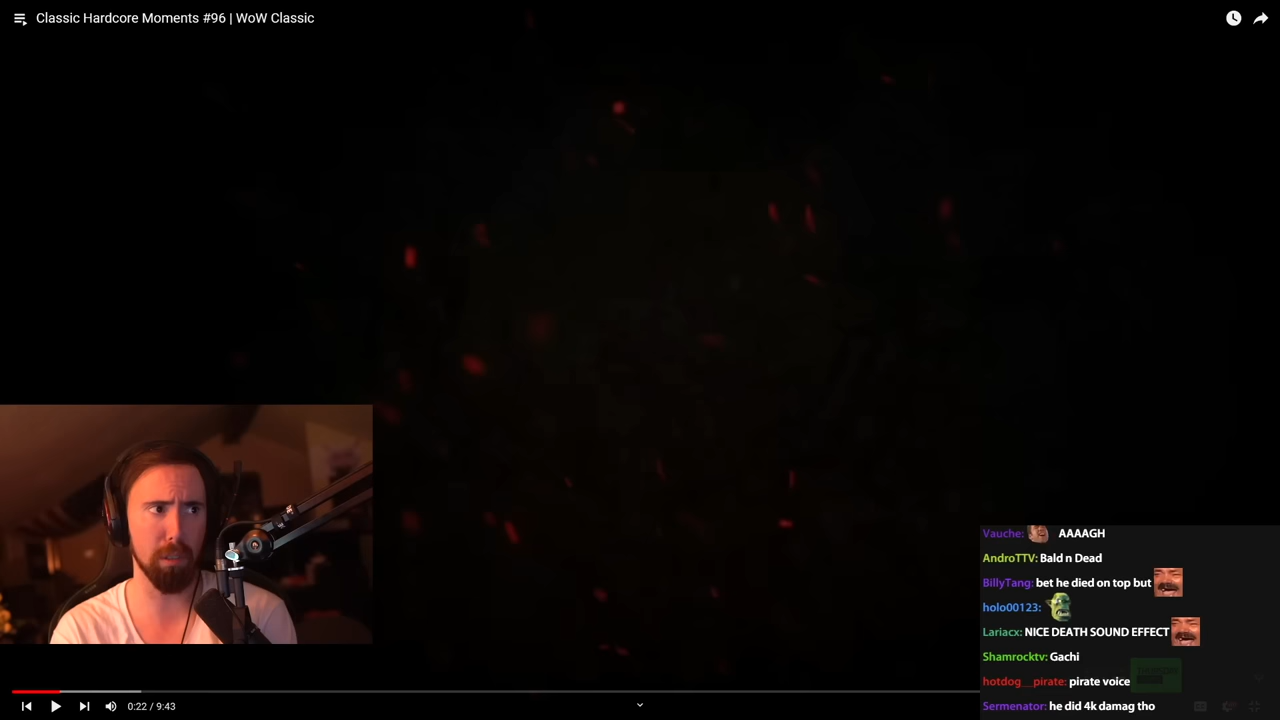 Classic Hardcore Moments #96 | WoW Classic
Vauche: AAAAGH
AndroTTV: Bald n Dead
BillyTang: bet he died on top but
holo00123:
Lariacx: NICE DEATH SOUND EFFECT
Shamrocktv: Gachi
hotdog__pirate: pirate voice
Sermenator: he did 4k damag tho
0:22 / 9:43